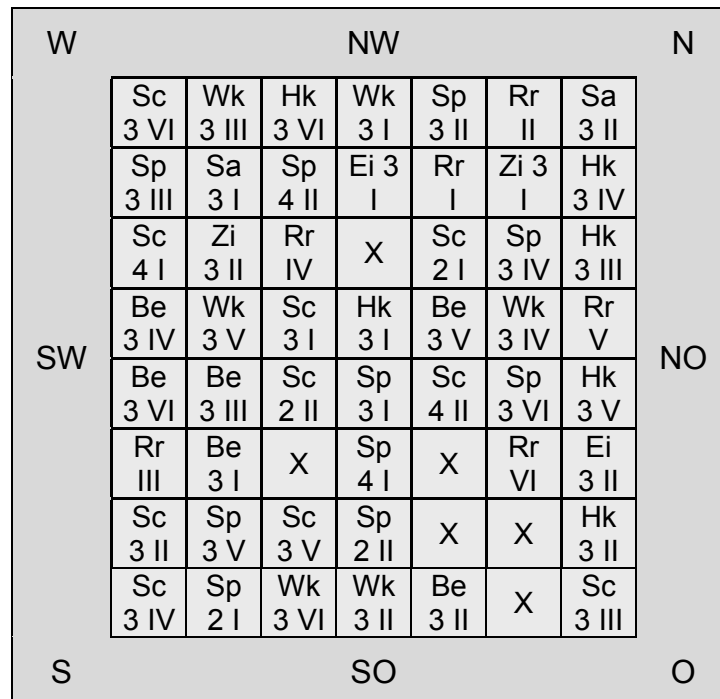 W NW N
Sc Wk Hk Wk Sp Rr Sa
3 VI 3 III 3 VI 3 I 3 II II 3 II
Sp Sa Sp Ei 3 Rr Zi 3 Hk
3 III 3 I 4 II I I I 3 IV
Sc Zi Rr X Sc Sp Hk
4 I 3 II IV 2 I 3 IV 3 III
Be Wk Sc Hk Be Wk Rr
3 IV 3 V 3 I 3 I 3 V 3 IV V
SW NO
Be Be Sc Sp Sc Sp Hk
3 VI 3 III 2 II 3 I 4 II 3 VI 3 V
Rr Be X Sp X Rr Ei
III 3 I 4 I VI 3 II
Sc Sp Sc Sp X X Hk
3 II 3 V 3 V 2 II 3 II
Sc Sp Wk Wk Be X Sc
3 IV 2 I 3 VI 3 II 3 II 3 III
S SO O